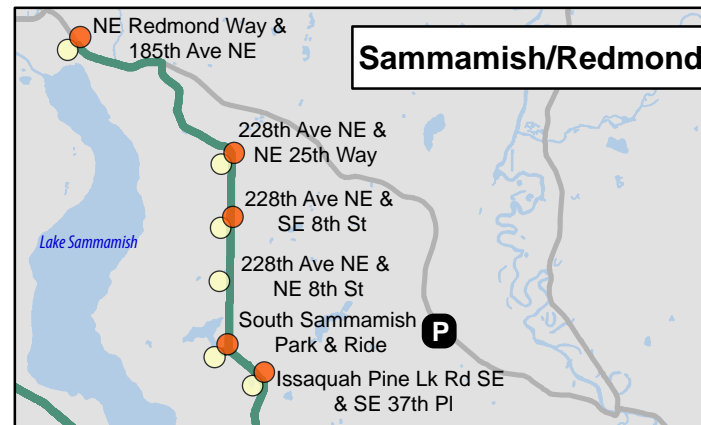 NE Redmond Way &
185th Ave NE
Sammamish/Redmond
228th Ave NE &
NE 25th Way
228th Ave NE &
SE 8th St
Lake Sammamish
228th Ave NE &
NE 8th St
South Sammamish
Park & Ride
P
Issaquah Pine Lk Rd SE
& SE 37th Pl